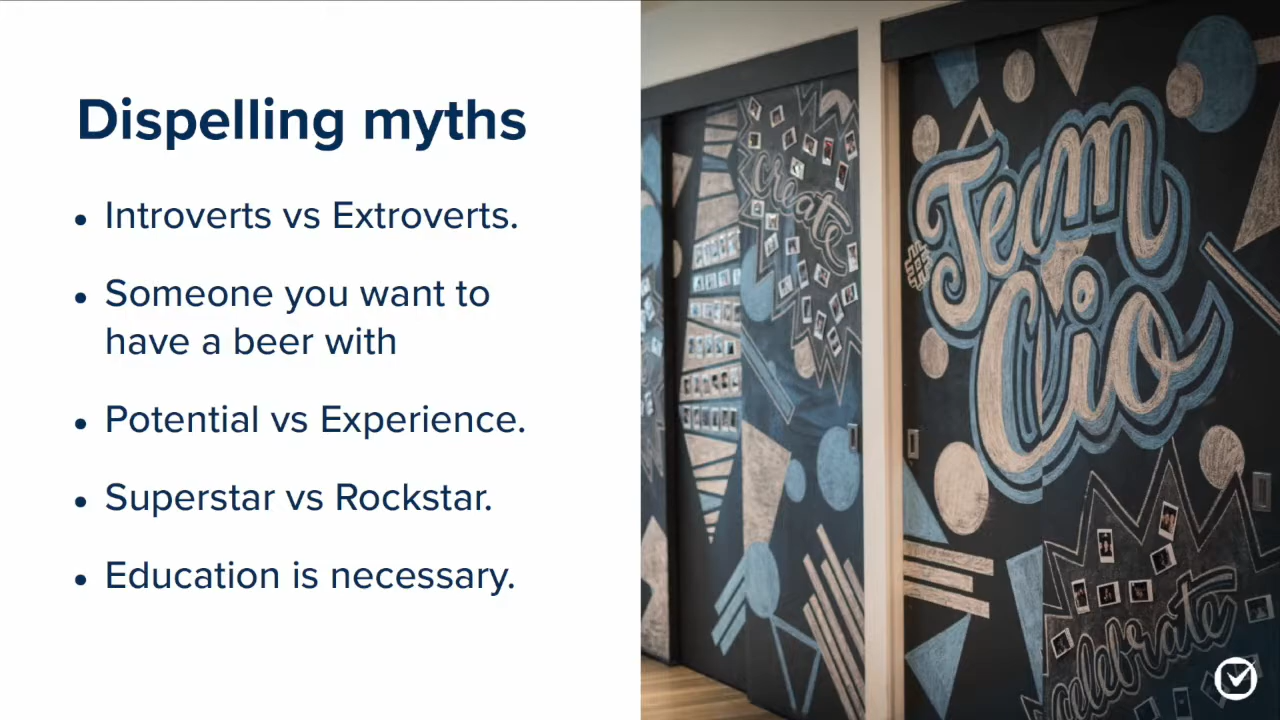 Dispelling myths
• Introverts vs Extroverts.
• Someone you want to
have a beer with
• Potential vs Experience.
• Superstar vs Rockstar.
• Education is necessary.
create
#Team
Clio
celebrate